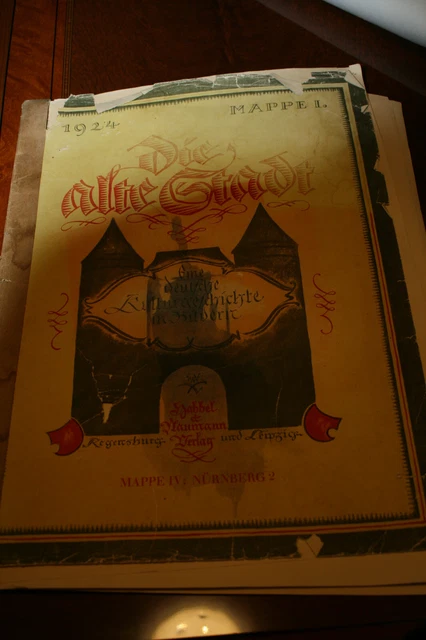 1924 MAPPE I.
Die
alte Stadt
Eine
deutsche
Kulturgeschichte
in Bildern
Habbel
&
Naumann
Regensburg Verlag und Leipzig
MAPPE IV: NÜRNBERG 2